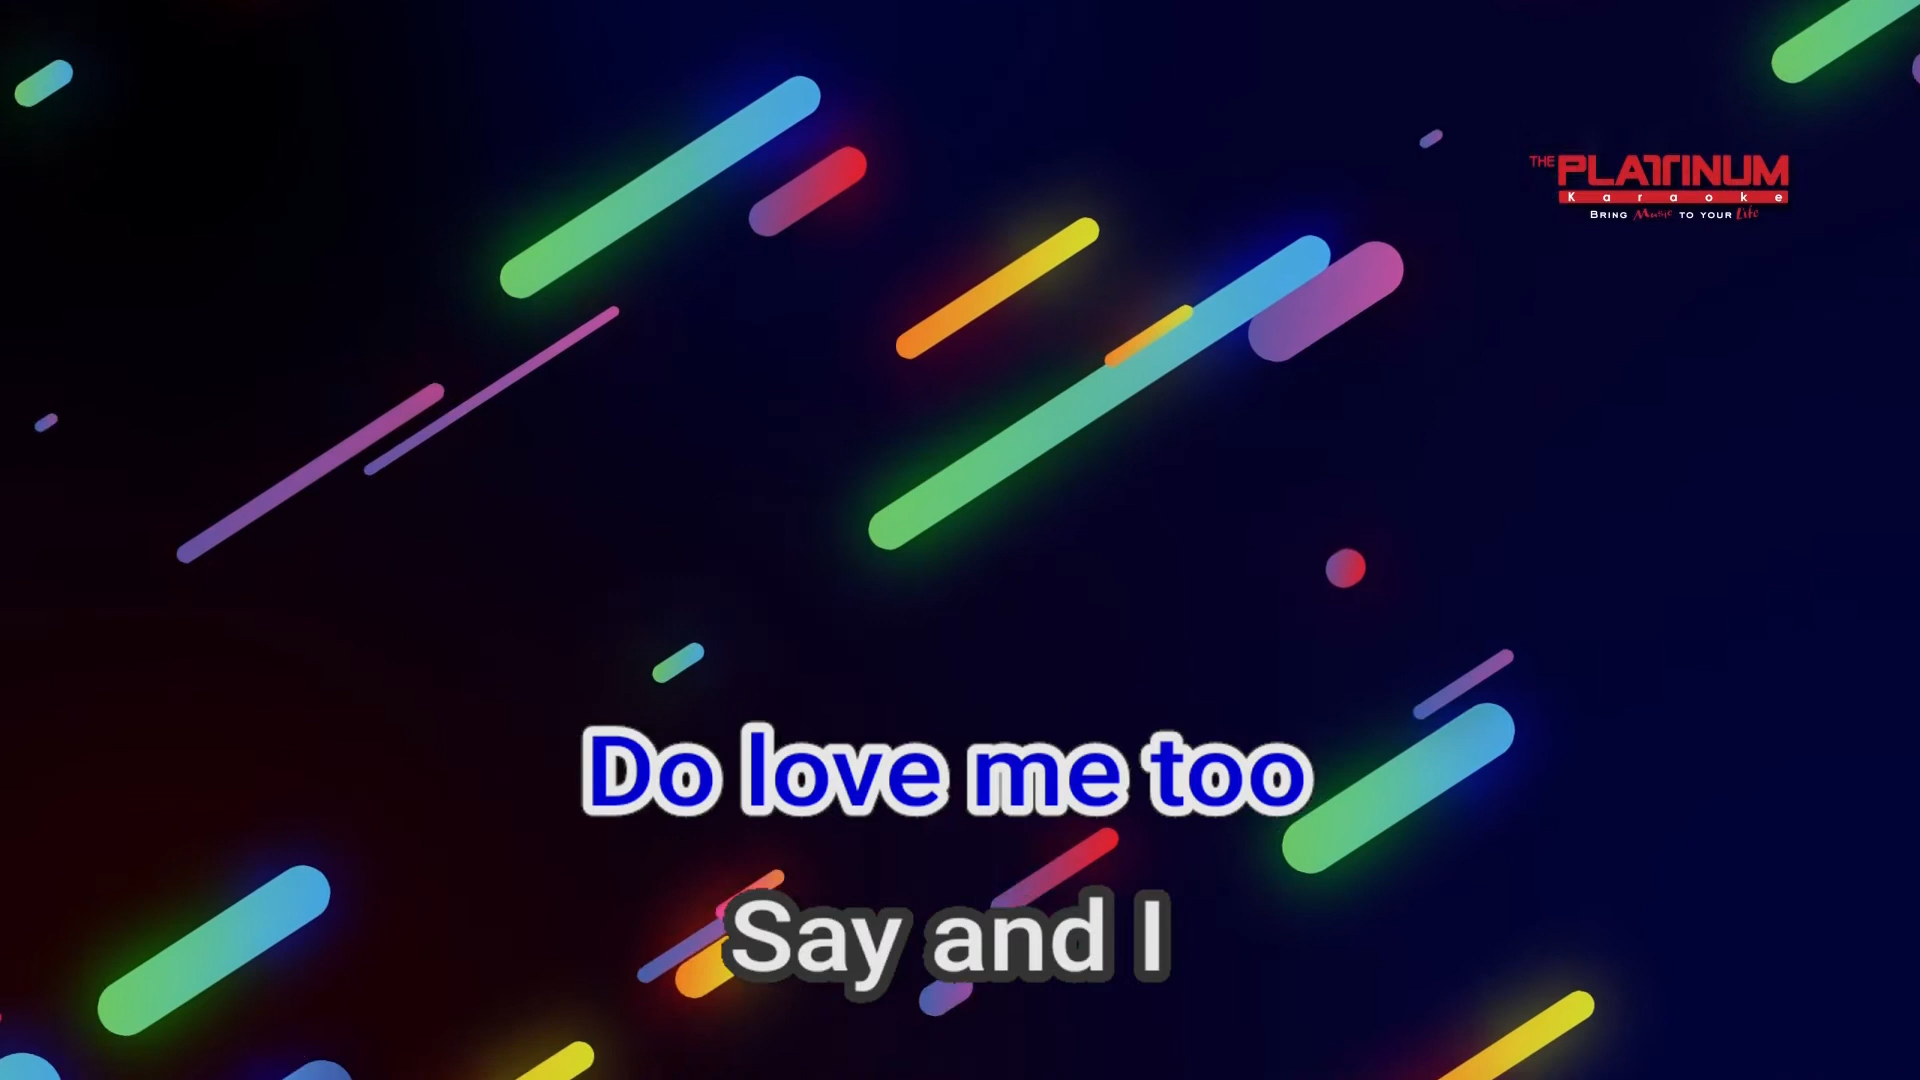 THE PLATINUM
Karaoke
BRING Music TO YOUR Life
Do love me too
Say and I